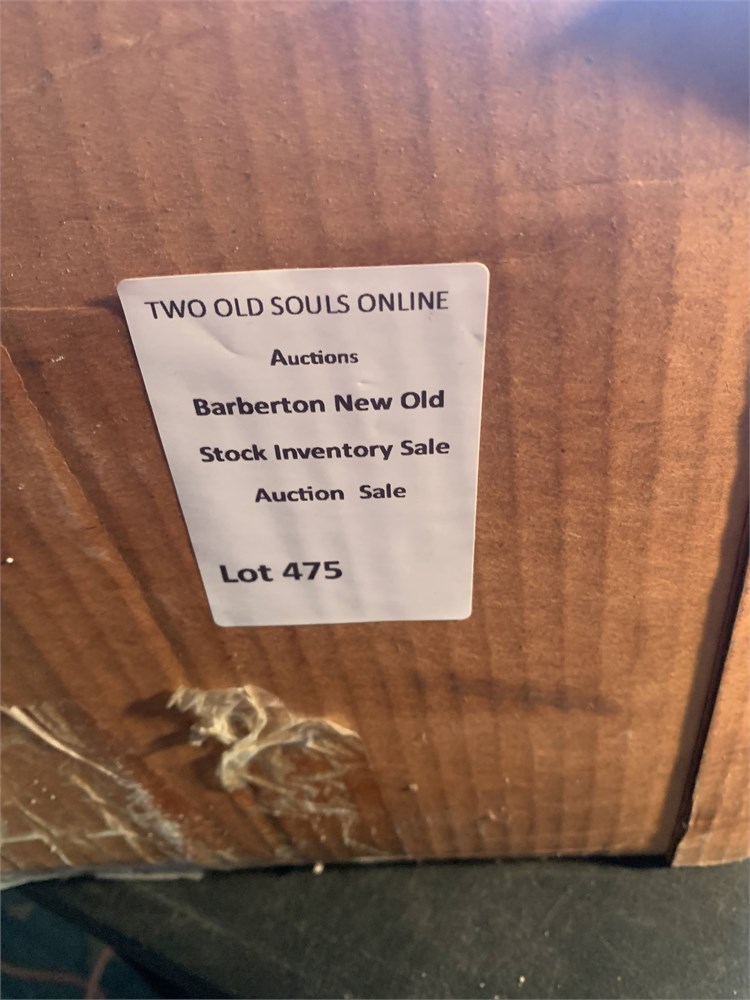 TWO OLD SOULS ONLINE
Auctions
Barberton New Old
Stock Inventory Sale
Auction Sale
Lot 475